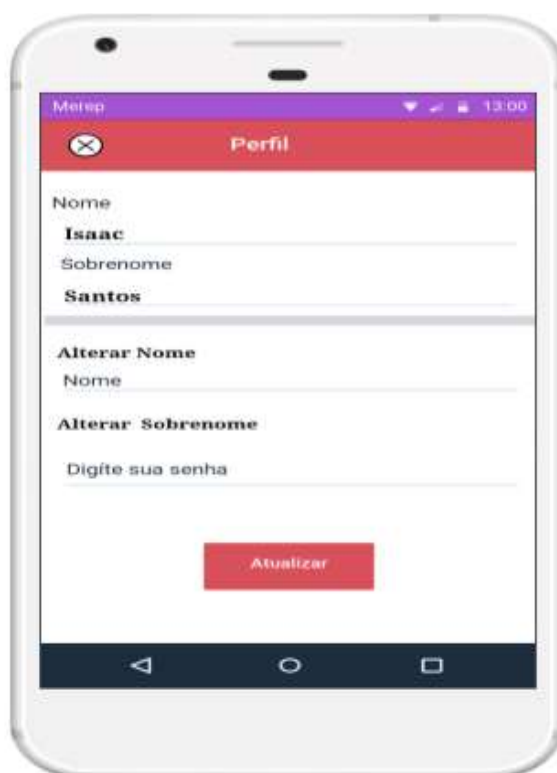 Merep 13:00
Perfil
Nome
Isaac
Sobrenome
Santos
Alterar Nome
Nome
Alterar Sobrenome
Digíte sua senha
Atualizar